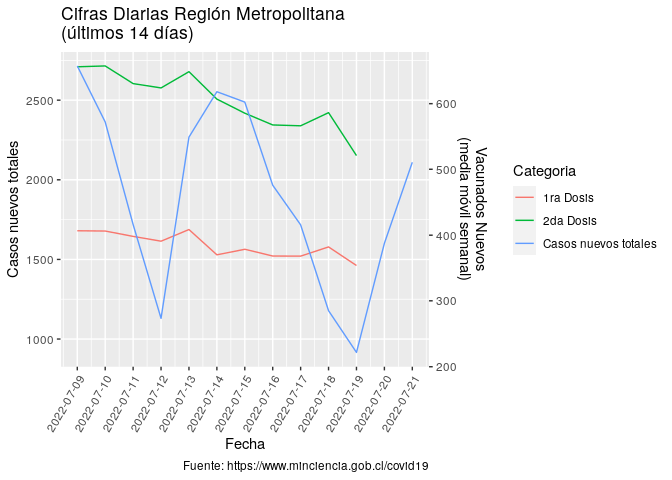 Cifras Diarias Región Metropolitana
(últimos 14 días)
Casos nuevos totales
2500
2000
1500
1000
600
500
400
300
200
Vacunados Nuevos
(media móvil semanal)
2022-07-09
2022-07-10
2022-07-11
2022-07-12
2022-07-13
2022-07-14
2022-07-15
2022-07-16
2022-07-17
2022-07-18
2022-07-19
2022-07-20
2022-07-21
Fecha
Categoria
1ra Dosis
2da Dosis
Casos nuevos totales
Fuente: https://www.minciencia.gob.cl/covid19